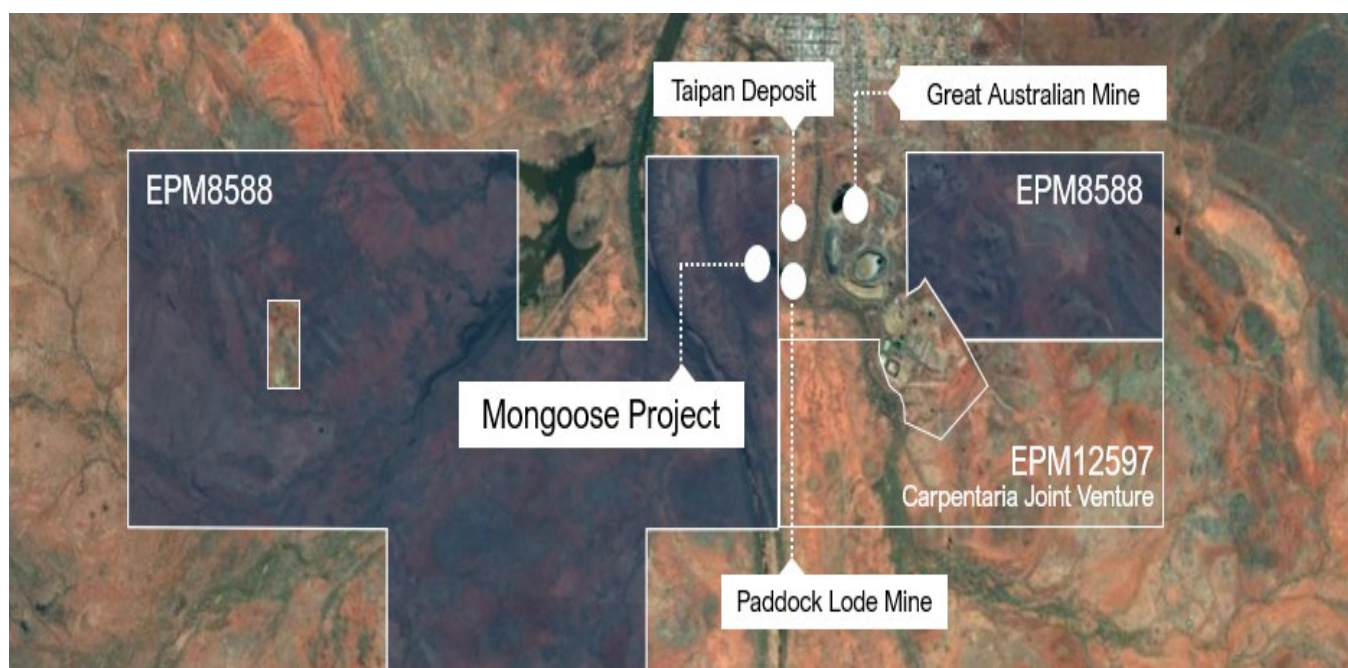 Taipan Deposit
Great Australian Mine
EPM8588
EPM8588
Mongoose Project
EPM12597
Carpentaria Joint Venture
Paddock Lode Mine